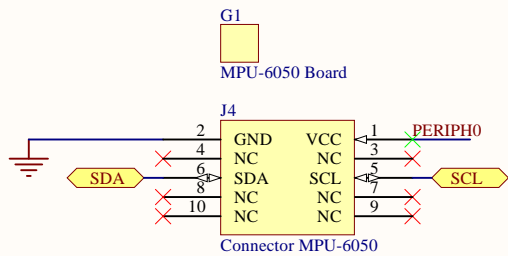 G1
MPU-6050 Board
J4
2 GND VCC 1 PERIPH0
4 NC NC 3
SDA 6 SDA SCL 5 SCL
8 NC NC 7
10 NC NC 9
Connector MPU-6050